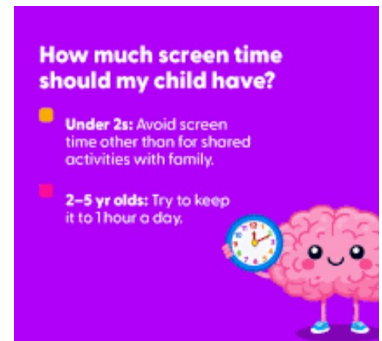 How much screen time
should my child have?
Under 2s: Avoid screen
time other than for shared
activities with family.
2–5 yr olds: Try to keep
it to 1 hour a day.